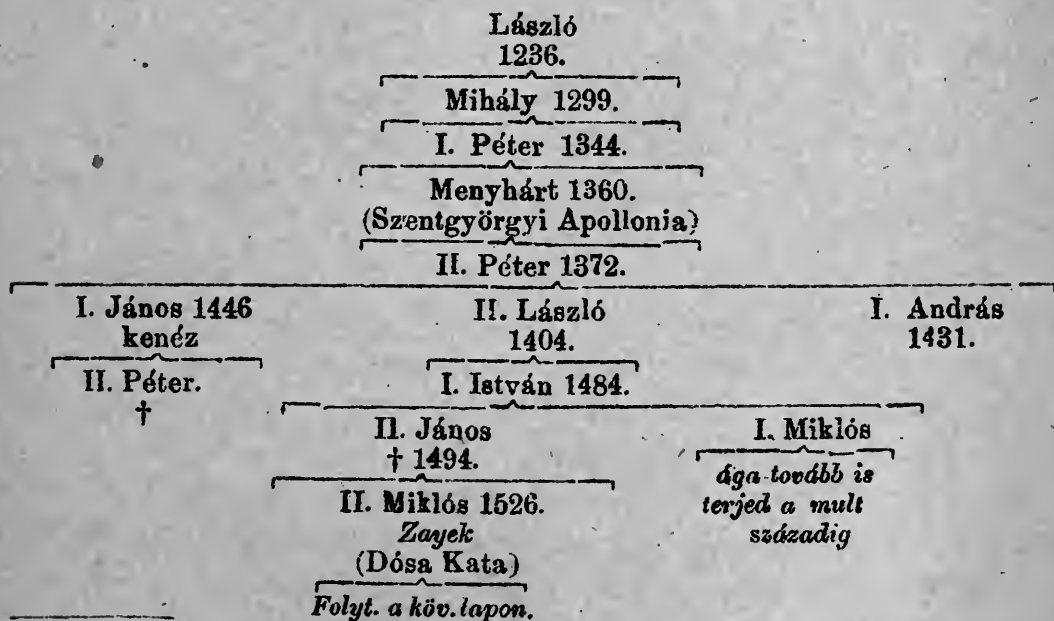 László
1236.
Mihály 1299.
I. Péter 1344.
Menyhárt 1360.
(Szentgyörgyi Apollonia)
II. Péter 1372.
I. János 1446
kenéz
II. László
1404.
I. András
1431.
II. Péter.
†
I. István 1484.
II. János
† 1494.
I. Miklós
ága tovább is
terjed a mult
századig
II. Miklós 1526.
Zayek
(Dósa Kata)
Folyt. a köv. lapon.